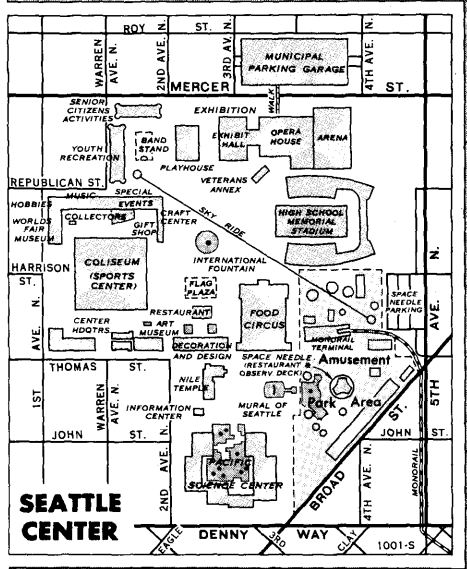 ROY ST.
WARREN AVE. N.
2ND AVE. N.
3RD AV. N.
4TH AVE. N.
MUNICIPAL
PARKING GARAGE
MERCER ST.
WALK
SENIOR
CITIZENS
ACTIVITIES
EXHIBITION
BAND
STAND
EXHIBIT
HALL
OPERA
HOUSE
ARENA
YOUTH
RECREATION
PLAYHOUSE
VETERANS
ANNEX
REPUBLICAN ST.
MUSIC
SPECIAL
EVENTS
HOBBIES
COLLECTORS
CRAFT
CENTER
WORLDS
FAIR
MUSEUM
GIFT
SHOP
SKY RIDE
HIGH SCHOOL
MEMORIAL
STADIUM
COLISEUM
(SPORTS
CENTER)
INTERNATIONAL
FOUNTAIN
HARRISON
ST.
FLAG
PLAZA
SPACE
NEEDLE
PARKING
RESTAURANT
FOOD
CIRCUS
CENTER
HDQTRS.
ART
MUSEUM
MONORAIL
TERMINAL
DECORATION
AND DESIGN
SPACE NEEDLE
(RESTAURANT
OBSERV. DECK)
Amusement
Park Area
THOMAS ST.
NILE
TEMPLE
MURAL OF
SEATTLE
INFORMATION
CENTER
1ST AVE. N.
WARREN AVE. N.
JOHN ST.
2ND AVE. N.
PACIFIC
SCIENCE CENTER
BROAD ST.
4TH AVE. N.
JOHN ST.
5TH AVE. N.
MONORAIL
SEATTLE
CENTER
EAGLE
DENNY WAY
3RD
CLAY
1001-S